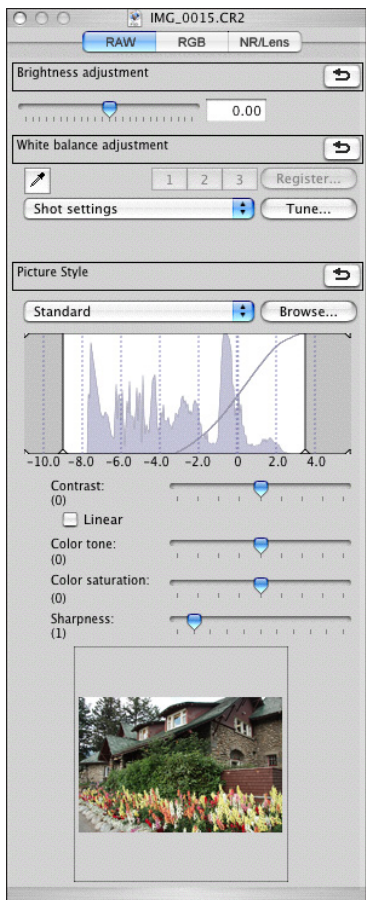 IMG_0015.CR2
RAW RGB NR/Lens
Brightness adjustment
0.00
White balance adjustment
1 2 3 Register...
Shot settings Tune...
Picture Style
Standard Browse...
-10.0 -8.0 -6.0 -4.0 -2.0 0 2.0 4.0
Contrast:
(0)
Linear
Color tone:
(0)
Color saturation:
(0)
Sharpness:
(1)